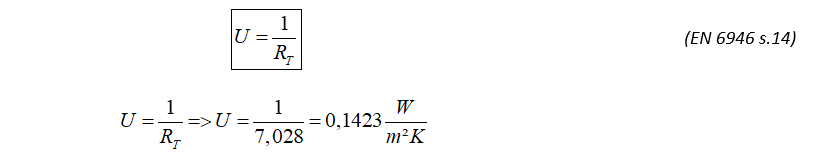 U = 1/R_T (EN 6946 s.14)
U = 1/R_T => U = 1/7,028 = 0,1423 W/m²K